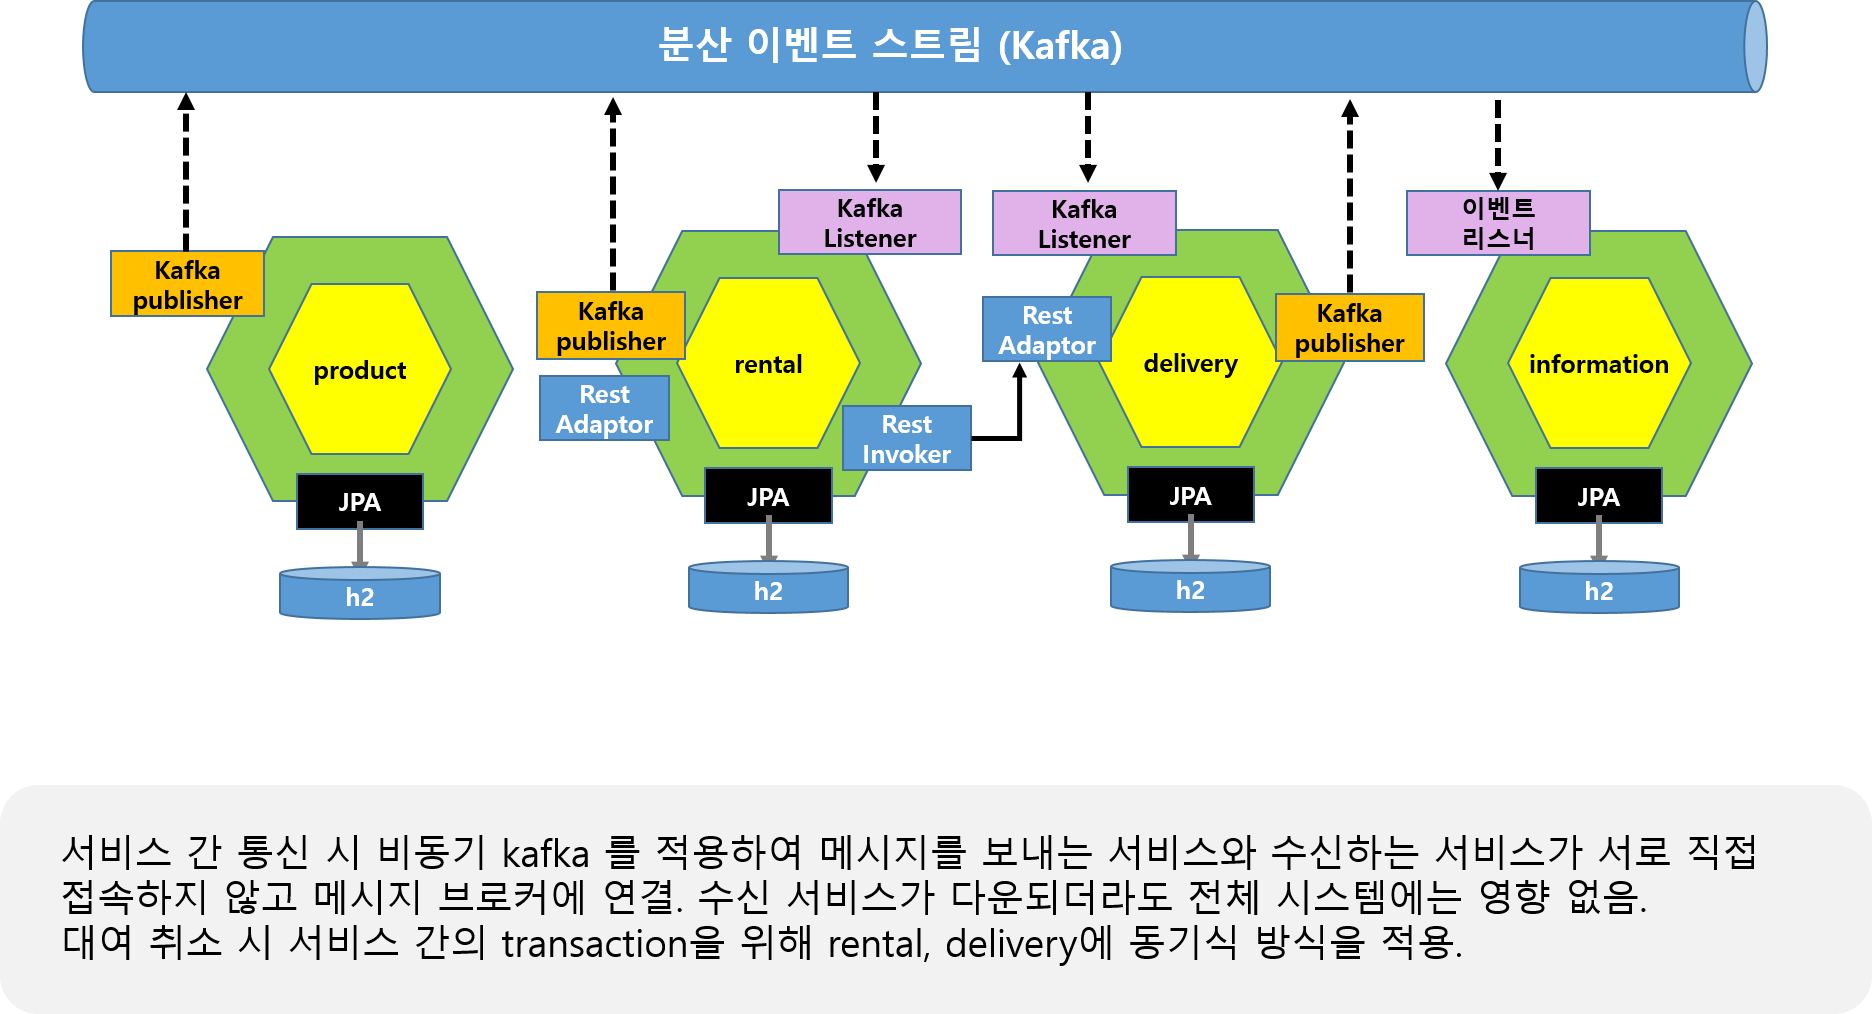 분산 이벤트 스트림 (Kafka)
Kafka
publisher
product
JPA
h2
Kafka
publisher
Rest
Adaptor
Kafka
Listener
rental
Rest
Invoker
JPA
h2
Kafka
Listener
Rest
Adaptor
delivery
Kafka
publisher
JPA
h2
이벤트
리스너
information
JPA
h2
서비스 간 통신 시 비동기 kafka 를 적용하여 메시지를 보내는 서비스와 수신하는 서비스가 서로 직접
접속하지 않고 메시지 브로커에 연결. 수신 서비스가 다운되더라도 전체 시스템에는 영향 없음.
대여 취소 시 서비스 간의 transaction을 위해 rental, delivery에 동기식 방식을 적용.